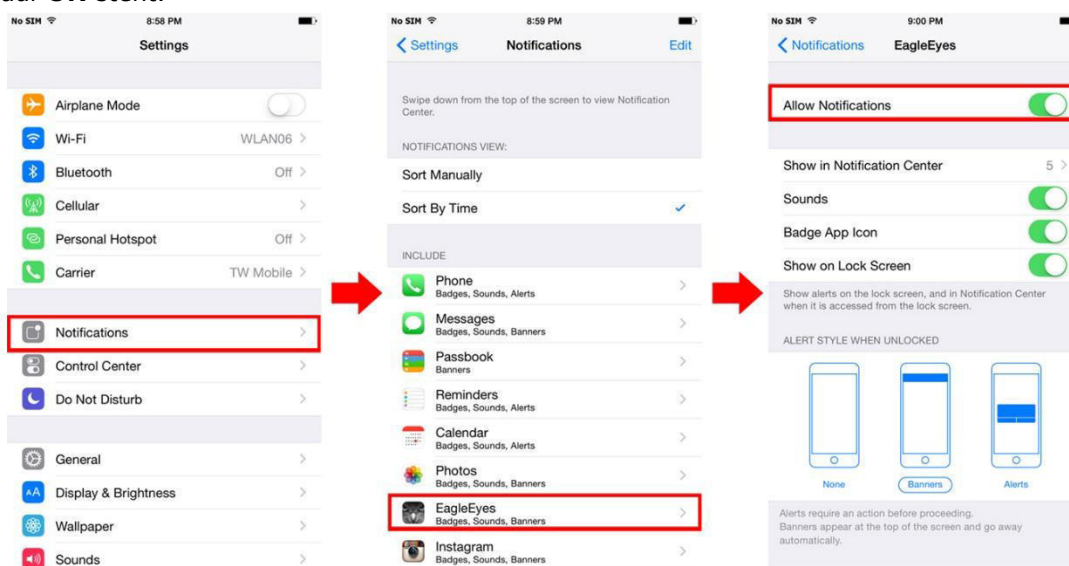 No SIM 8:58 PM
Settings
Airplane Mode
Wi-Fi WLAN06
Bluetooth Off
Cellular
Personal Hotspot Off
Carrier TW Mobile
Notifications
Control Center
Do Not Disturb
General
Display & Brightness
Wallpaper
Sounds
No SIM 8:59 PM
Settings Notifications Edit
Swipe down from the top of the screen to view Notification
Center.
NOTIFICATIONS VIEW:
Sort Manually
Sort By Time
INCLUDE
Phone
Badges, Sounds, Alerts
Messages
Badges, Sounds, Banners
Passbook
Banners
Reminders
Badges, Sounds, Alerts
Calendar
Badges, Sounds, Alerts
Photos
Badges, Sounds, Banners
EagleEyes
Badges, Sounds, Banners
Instagram
Badges, Sounds, Banners
No SIM 9:00 PM
Notifications EagleEyes
Allow Notifications
Show in Notification Center 5
Sounds
Badge App Icon
Show on Lock Screen
Show alerts on the lock screen, and in Notification Center
when it is accessed from the lock screen.
ALERT STYLE WHEN UNLOCKED
None Banners Alerts
Alerts require an action before proceeding.
Banners appear at the top of the screen and go away
automatically.